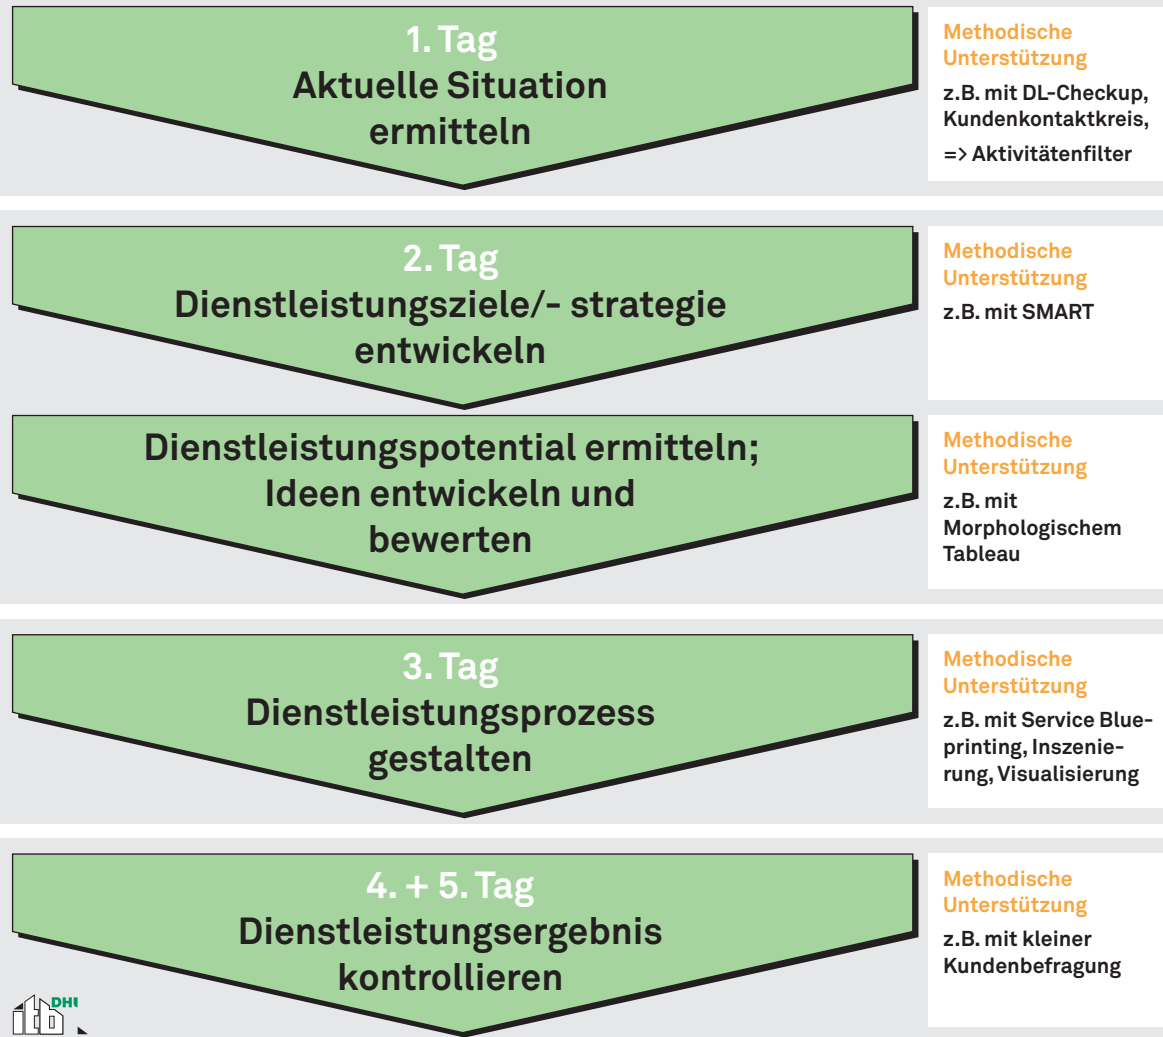 1. Tag
Aktuelle Situation
ermitteln
Methodische
Unterstützung
z.B. mit DL-Checkup,
Kundenkontaktkreis,
=> Aktivitätenfilter
2. Tag
Dienstleistungsziele/- strategie
entwickeln
Methodische
Unterstützung
z.B. mit SMART
Dienstleistungspotential ermitteln;
Ideen entwickeln und
bewerten
Methodische
Unterstützung
z.B. mit
Morphologischem
Tableau
3. Tag
Dienstleistungsprozess
gestalten
Methodische
Unterstützung
z.B. mit Service Blue-
printing, Inszenie-
rung, Visualisierung
4. + 5. Tag
Dienstleistungsergebnis
kontrollieren
Methodische
Unterstützung
z.B. mit kleiner
Kundenbefragung
DHI
itb